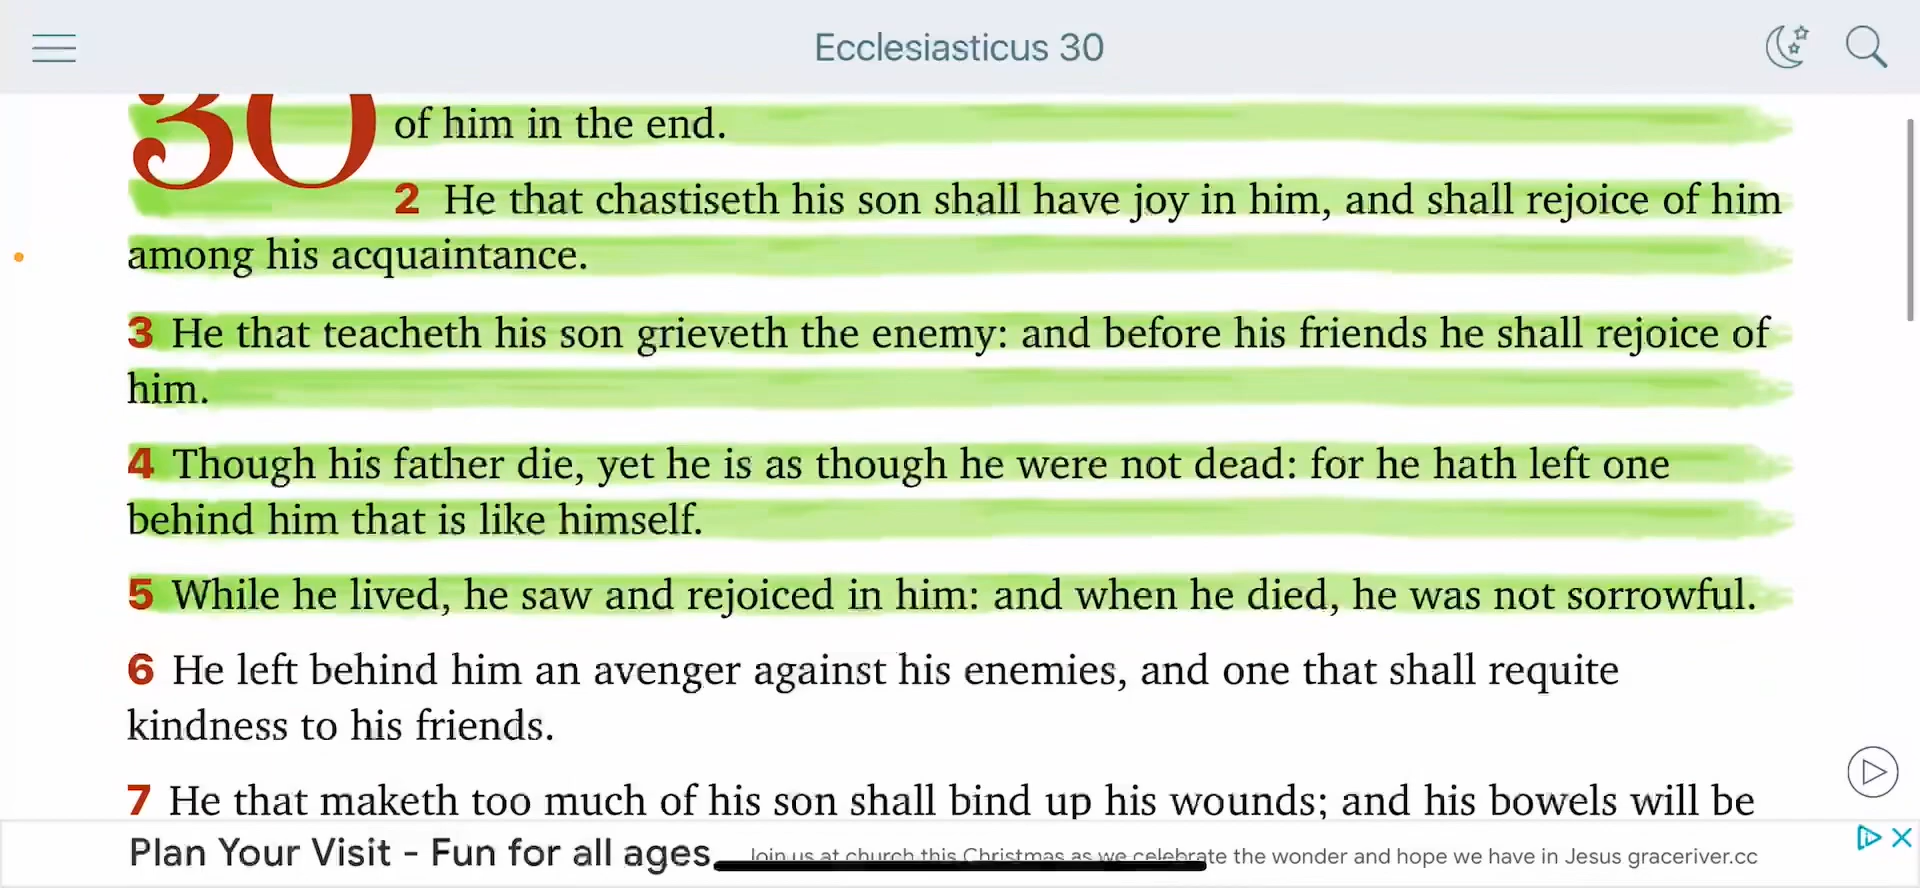 Ecclesiasticus 30
30 of him in the end.
2 He that chastiseth his son shall have joy in him, and shall rejoice of him
among his acquaintance.
3 He that teacheth his son grieveth the enemy: and before his friends he shall rejoice of
him.
4 Though his father die, yet he is as though he were not dead: for he hath left one
behind him that is like himself.
5 While he lived, he saw and rejoiced in him: and when he died, he was not sorrowful.
6 He left behind him an avenger against his enemies, and one that shall requite
kindness to his friends.
7 He that maketh too much of his son shall bind up his wounds; and his bowels will be
Plan Your Visit - Fun for all ages. Join us at church this Christmas as we celebrate the wonder and hope we have in Jesus graceriver.cc